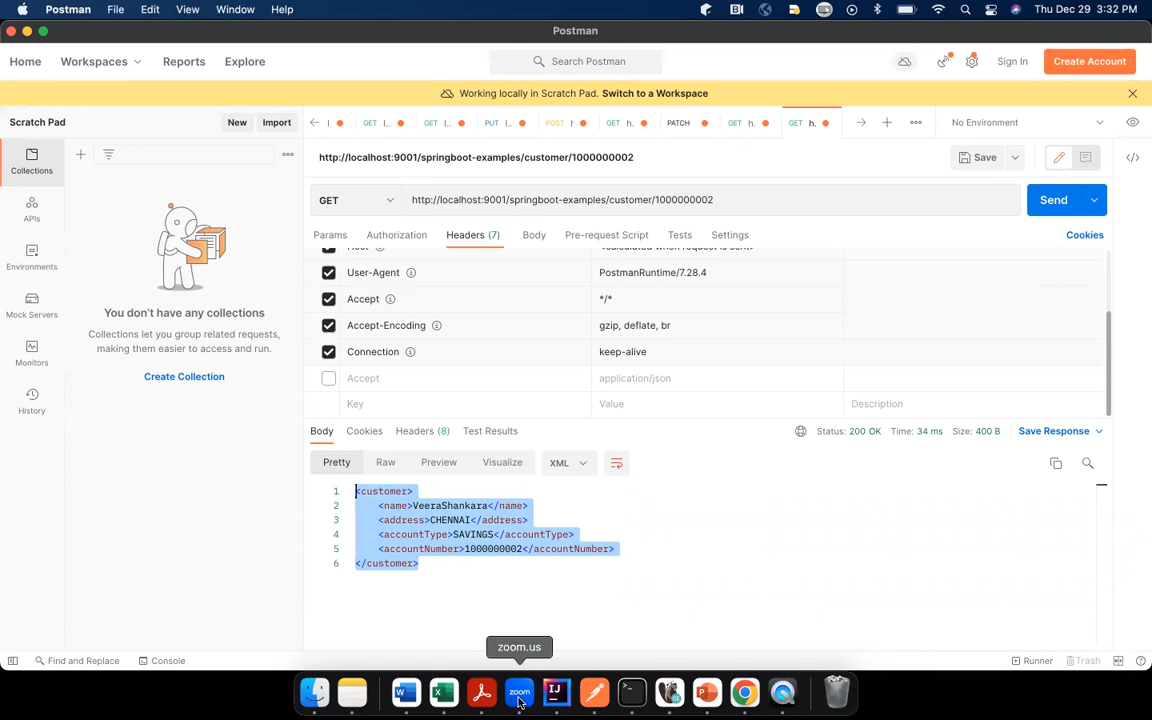 Postman File Edit View Window Help Thu Dec 29 3:32 PM
Postman
Home Workspaces Reports Explore Search Postman Sign In Create Account
Working locally in Scratch Pad. Switch to a Workspace
Scratch Pad New Import
GET GET PUT POST GET PATCH GET h. GET h. No Environment
Collections
APIs
Environments
Mock Servers
Monitors
History
You don't have any collections
Collections let you group related requests,
making them easier to access and run.
Create Collection
http://localhost:9001/springboot-examples/customer/1000000002 Save
GET http://localhost:9001/springboot-examples/customer/1000000002 Send
Params Authorization Headers (7) Body Pre-request Script Tests Settings Cookies
Host <calculated when request is sent>
User-Agent PostmanRuntime/7.28.4
Accept */*
Accept-Encoding gzip, deflate, br
Connection keep-alive
Accept application/json
Key Value Description
Body Cookies Headers (8) Test Results Status: 200 OK Time: 34 ms Size: 400 B Save Response
Pretty Raw Preview Visualize XML
1 <customer>
2 <name>VeeraShankara</name>
3 <address>CHENNAI</address>
4 <accountType>SAVINGS</accountType>
5 <accountNumber>1000000002</accountNumber>
6 </customer>
zoom.us
Find and Replace Console Runner Trash
zoom